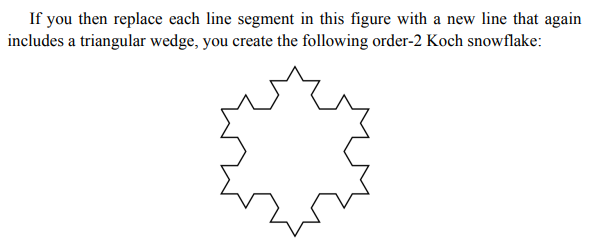 If you then replace each line segment in this figure with a new line that again
includes a triangular wedge, you create the following order-2 Koch snowflake: